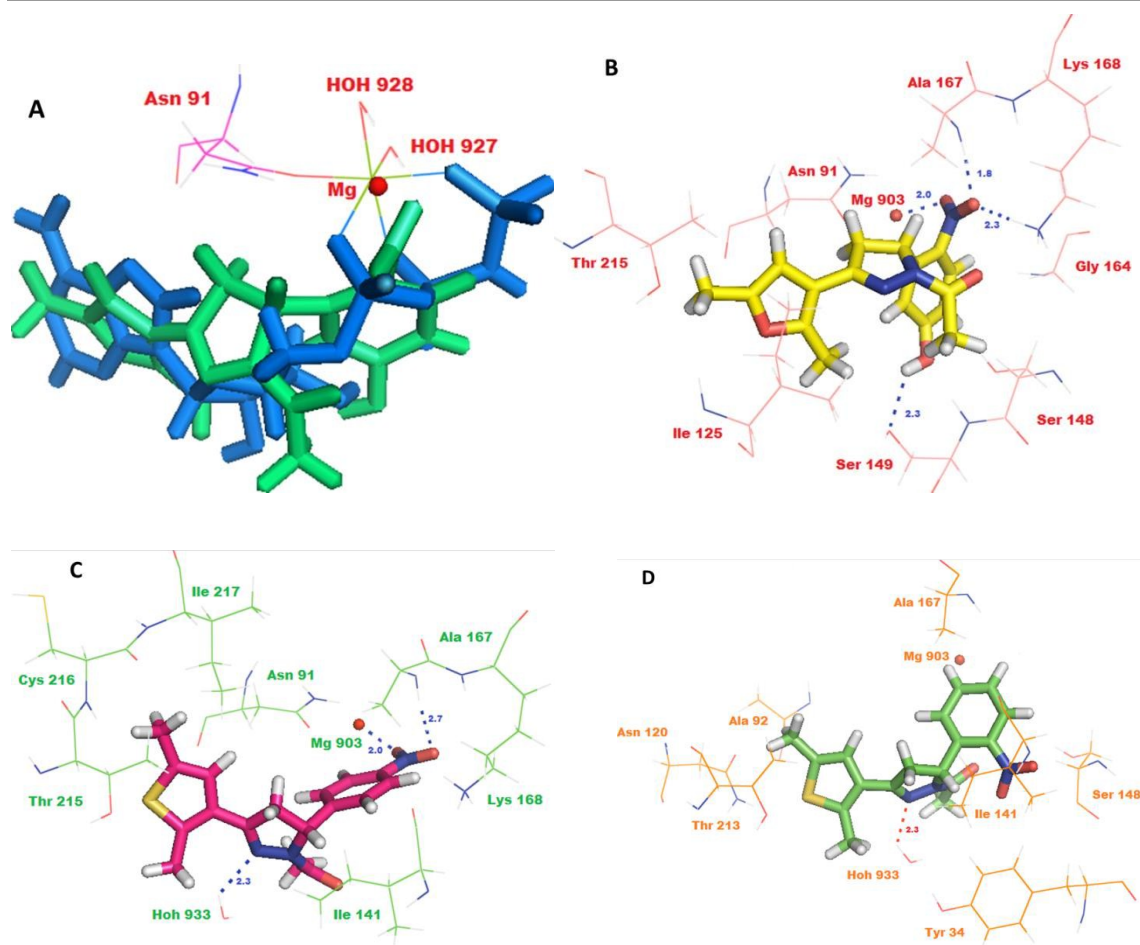 A
Asn 91
HOH 928
HOH 927
Mg
B
Lys 168
Ala 167
Asn 91
Mg 903
2.0
1.8
2.3
Thr 215
Gly 164
Ile 125
2.3
Ser 148
Ser 149
C
Ile 217
Ala 167
Cys 216
Asn 91
2.7
Mg 903
2.0
Thr 215
Lys 168
2.3
Hoh 933
Ile 141
D
Ala 167
Mg 903
Asn 120
Ala 92
Thr 213
Ile 141
Ser 148
2.3
Hoh 933
Tyr 34